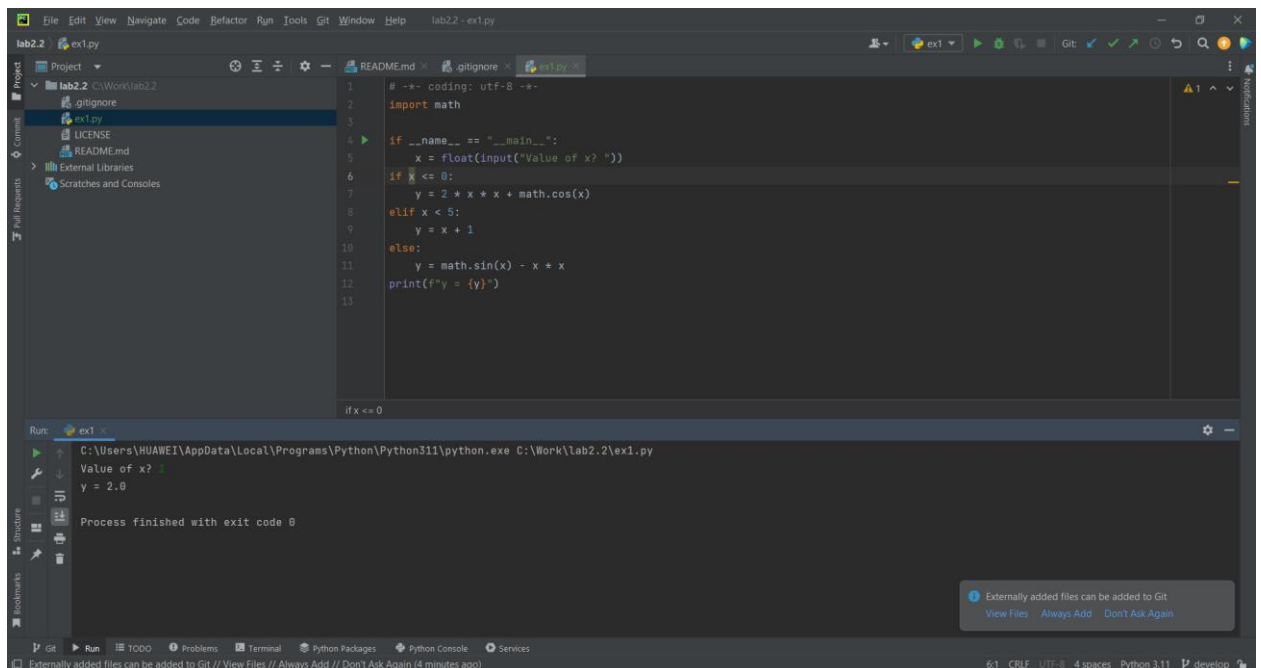 File Edit View Navigate Code Refactor Run Tools Git Window Help lab2.2 - ex1.py
lab2.2 ex1.py
ex1 Git:
Project
README.md .gitignore ex1.py
lab2.2 C:\Work\lab2.2
.gitignore
ex1.py
LICENSE
README.md
External Libraries
Scratches and Consoles
Project
Commit
Pull Requests
1 # -*- coding: utf-8 -*-
2 import math
3
4 if __name__ == "__main__":
5 x = float(input("Value of x? "))
6 if x <= 0:
7 y = 2 * x * x + math.cos(x)
8 elif x < 5:
9 y = x + 1
10 else:
11 y = math.sin(x) - x * x
12 print(f"y = {y}")
13
1
Notifications
if x <= 0
Run: ex1
C:\Users\HUAWEI\AppData\Local\Programs\Python\Python311\python.exe C:\Work\lab2.2\ex1.py
Value of x? 1
y = 2.0
Process finished with exit code 0
Structure
Bookmarks
Externally added files can be added to Git
View Files Always Add Don't Ask Again
Git Run TODO Problems Terminal Python Packages Python Console Services
Externally added files can be added to Git // View Files // Always Add // Don't Ask Again (4 minutes ago) 6:1 CRLF UTF-8 4 spaces Python 3.11 develop